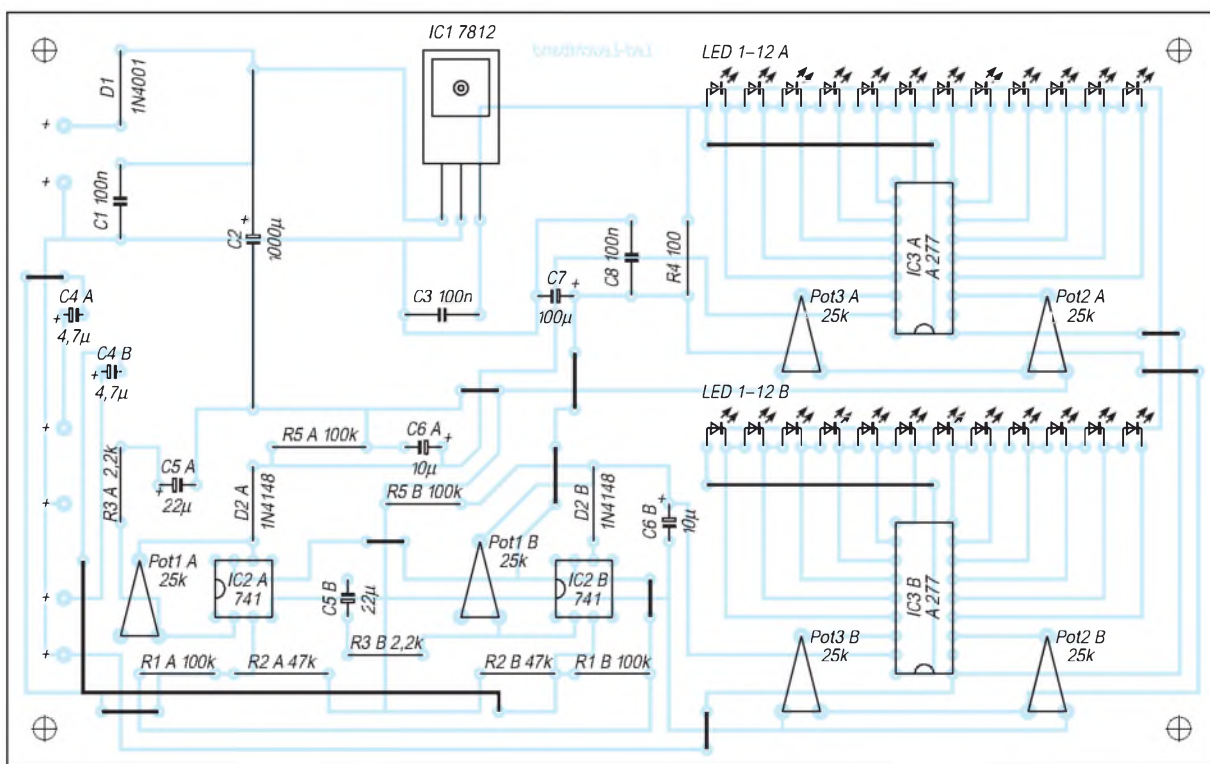 IC1 7812
Led-Leuchtband
LED 1–12 A
D1
1N4001
+
+
C1 100n
C2
+
1000µ
C8 100n
R4 100
IC3 A
A 277
C4 A
+
4,7µ
C3 100n
C7
+
100µ
Pot3 A
25k
Pot2 A
25k
C4 B
+
4,7µ
LED 1–12 B
+
R3 A 2,2k
C5 A
+
22µ
R5 A 100k
C6 A
+
10µ
D2 A
1N4148
R5 B 100k
D2 B
1N4148
C6 B
+
10µ
+
Pot1 A
25k
IC2 A
741
C5 B
22µ
Pot1 B
25k
IC2 B
741
IC3 B
A 277
+
+
R3 B 2,2k
Pot3 B
25k
Pot2 B
25k
R1 A 100k
R2 A 47k
R2 B 47k
R1 B 100k